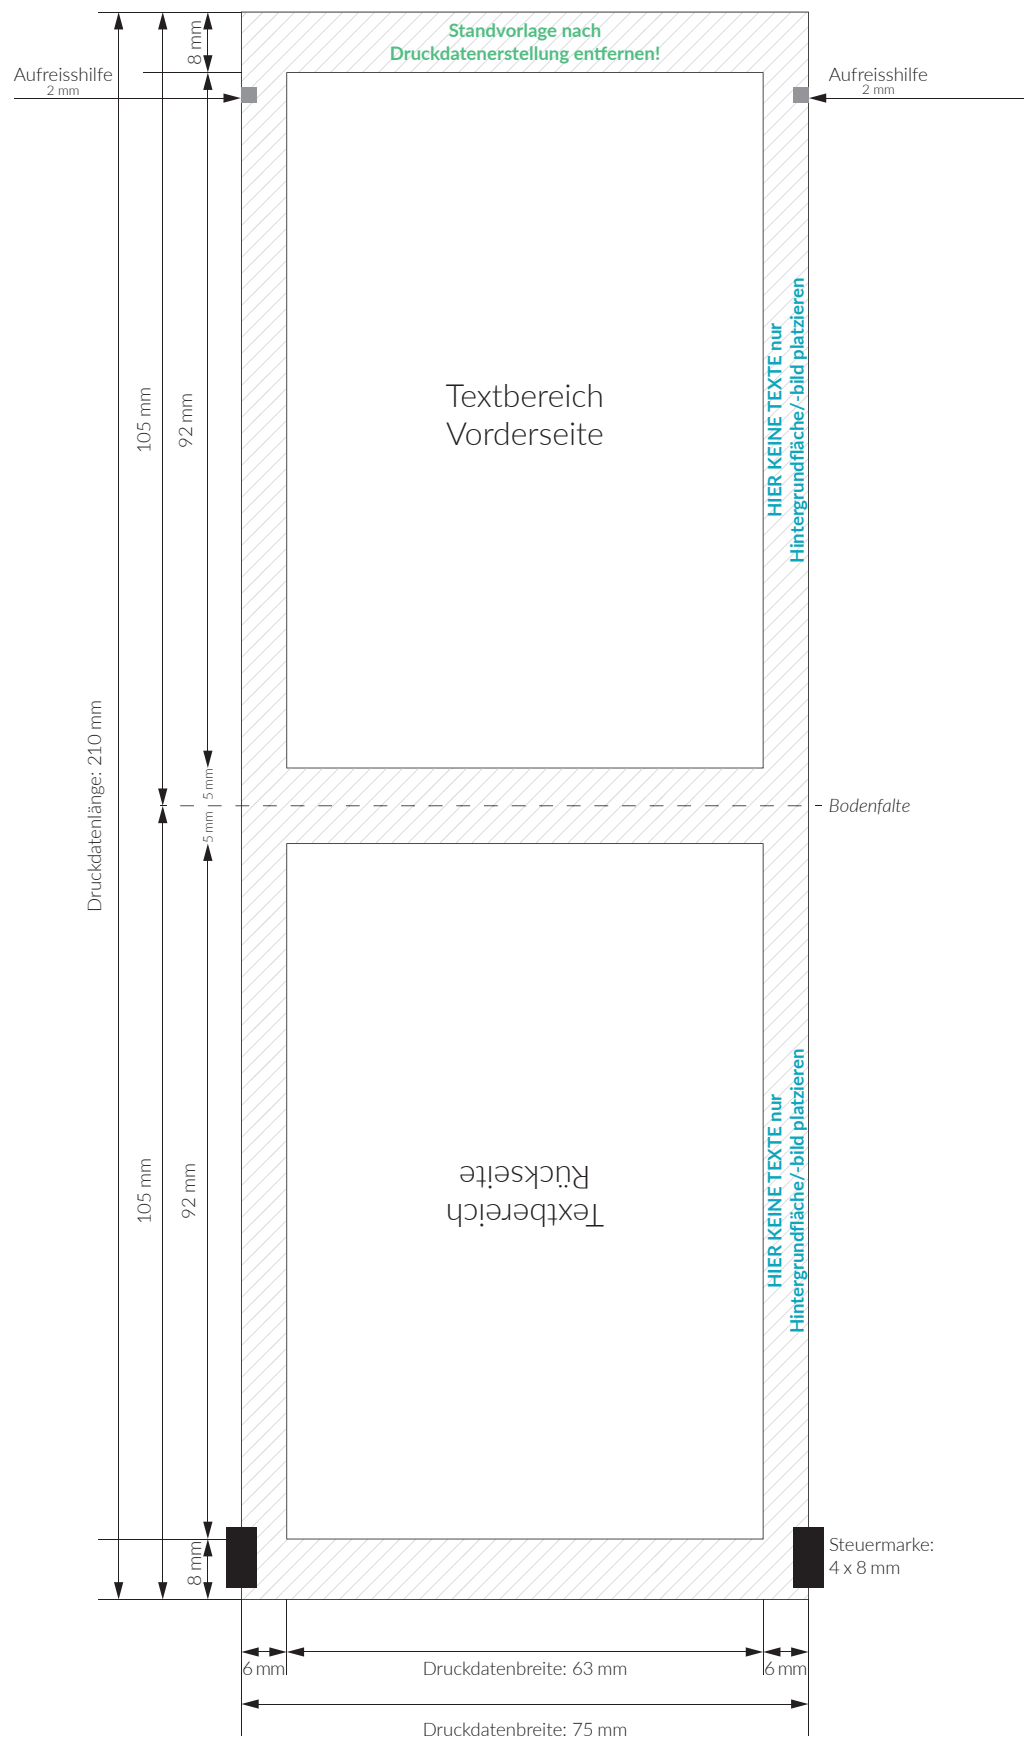 Standvorlage nach
Druckdatenerstellung entfernen!
8 mm
Aufreisshilfe
2 mm
Aufreisshilfe
2 mm
105 mm
92 mm
Textbereich
Vorderseite
HIER KEINE TEXTE nur
Hintergrundfläche/-bild platzieren
Druckdatenlänge: 210 mm
5 mm
5 mm
Bodenfalte
105 mm
92 mm
Textbereich
Rückseite
HIER KEINE TEXTE nur
Hintergrundfläche/-bild platzieren
8 mm
Steuermarke:
4 x 8 mm
6 mm
Druckdatenbreite: 63 mm
6 mm
Druckdatenbreite: 75 mm